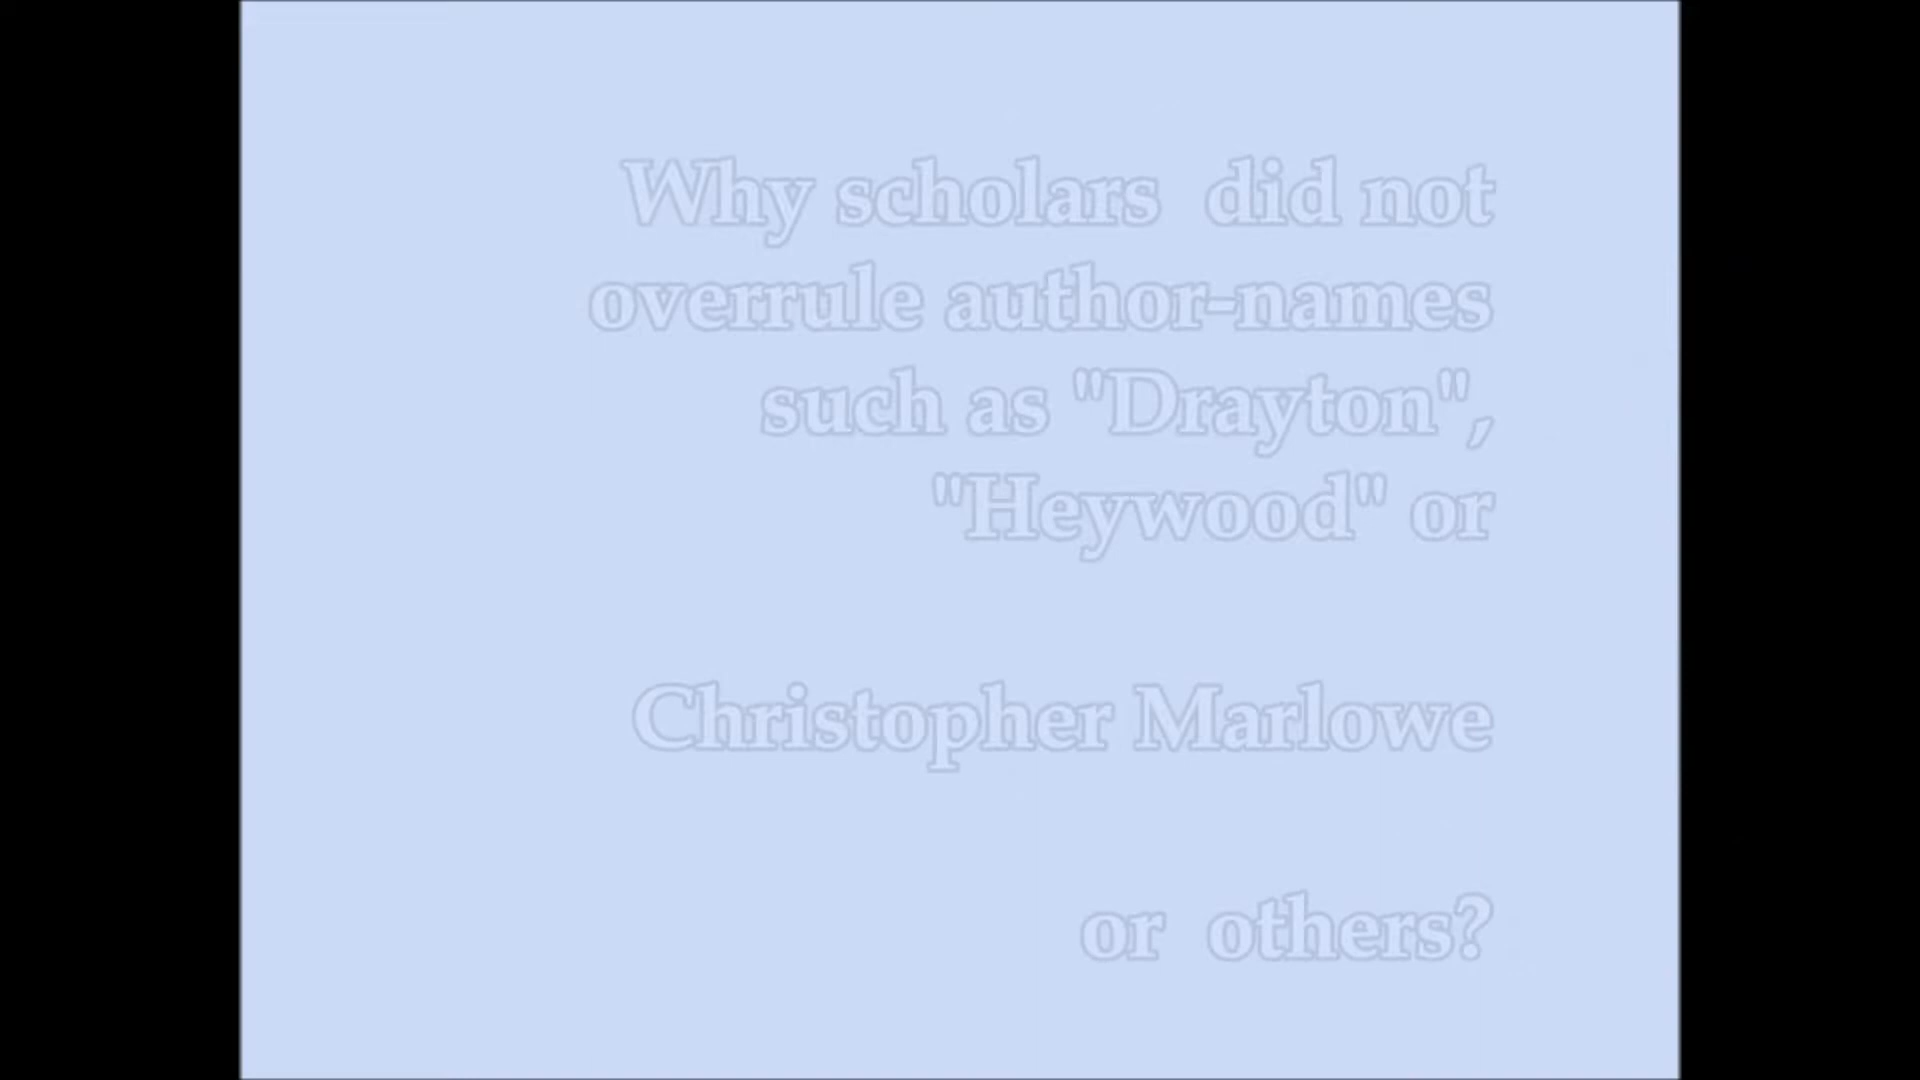 Why scholars did not
overrule author-names
such as "Drayton",
"Heywood" or
Christopher Marlowe
or others?